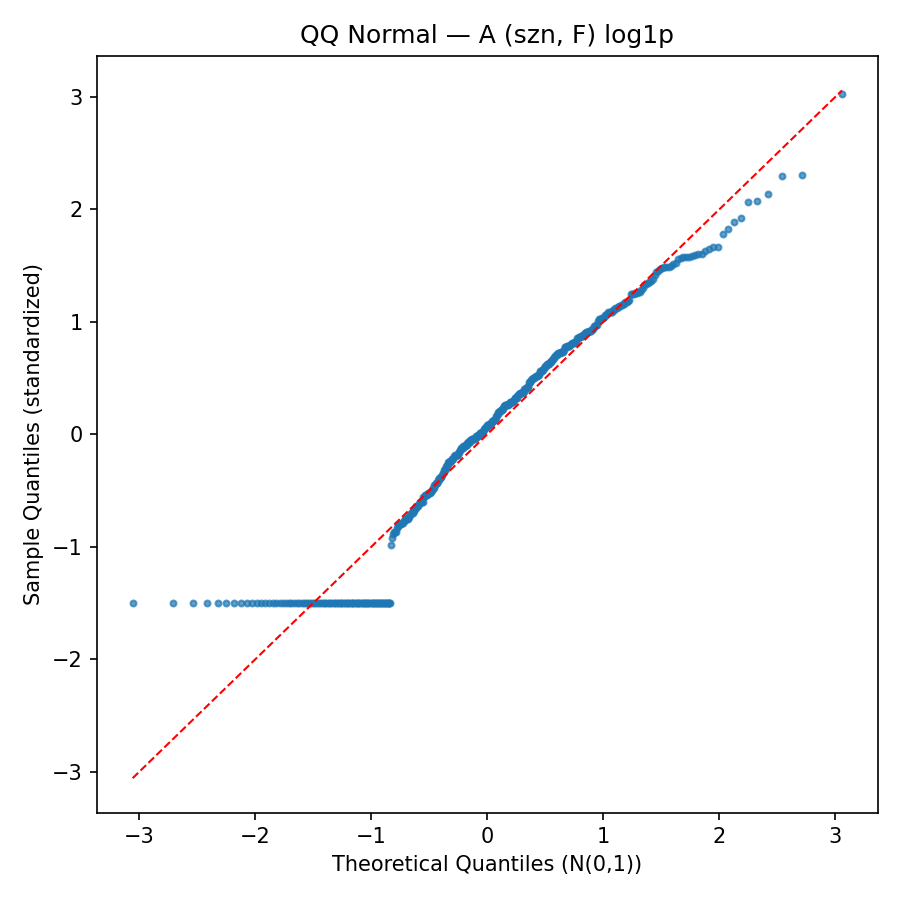 QQ Normal — A (szn, F) log1p
3
2
1
0
−1
−2
−3
Sample Quantiles (standardized)
−3 −2 −1 0 1 2 3
Theoretical Quantiles (N(0,1))